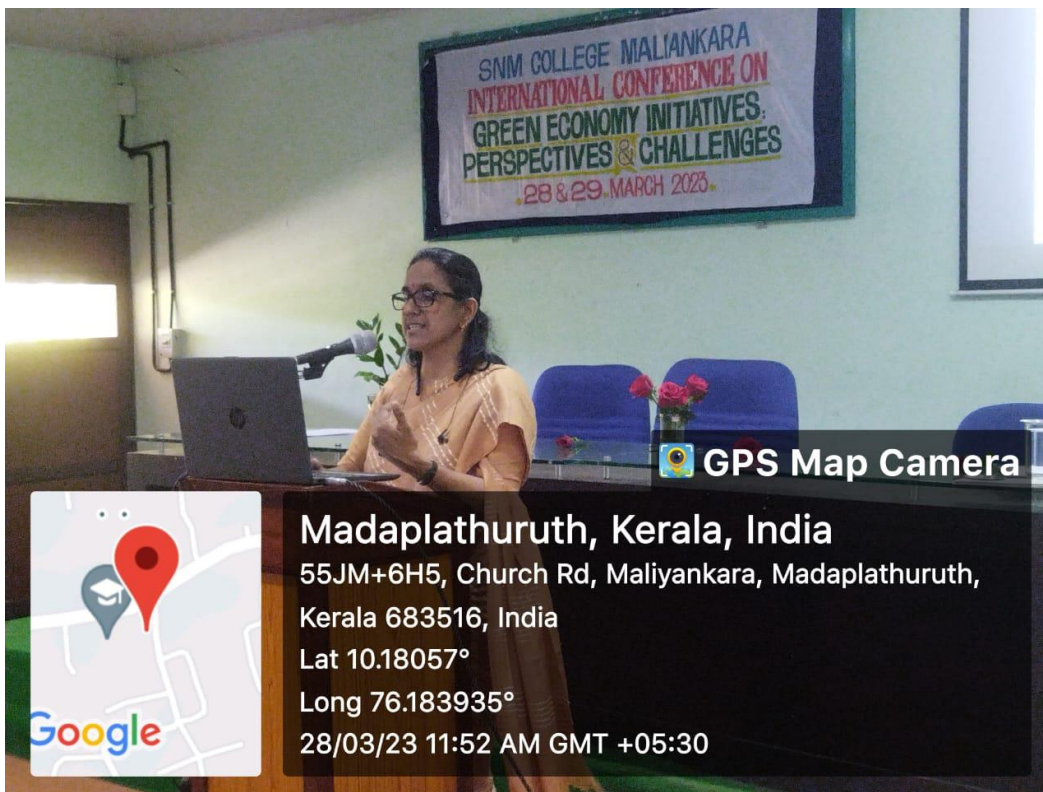 SNM COLLEGE MALIANKARA
INTERNATIONAL CONFERENCE ON
GREEN ECONOMY INITIATIVES:
PERSPECTIVES & CHALLENGES
28 & 29 MARCH 2023
hp
GPS Map Camera
Madaplathuruth, Kerala, India
55JM+6H5, Church Rd, Maliyankara, Madaplathuruth,
Kerala 683516, India
Lat 10.18057°
Long 76.183935°
28/03/23 11:52 AM GMT +05:30
Google